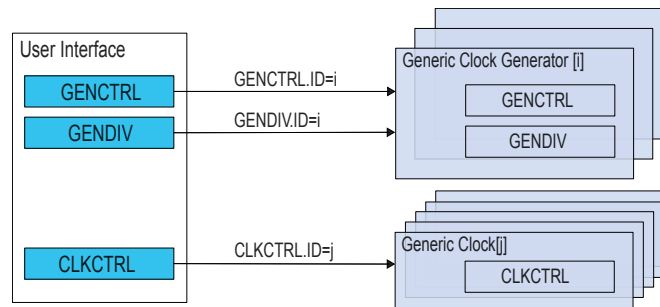 User Interface
GENCTRL
GENDIV
CLKCTRL
GENCTRL.ID=i
GENDIV.ID=i
CLKCTRL.ID=j
Generic Clock Generator [i]
GENCTRL
GENDIV
Generic Clock[j]
CLKCTRL